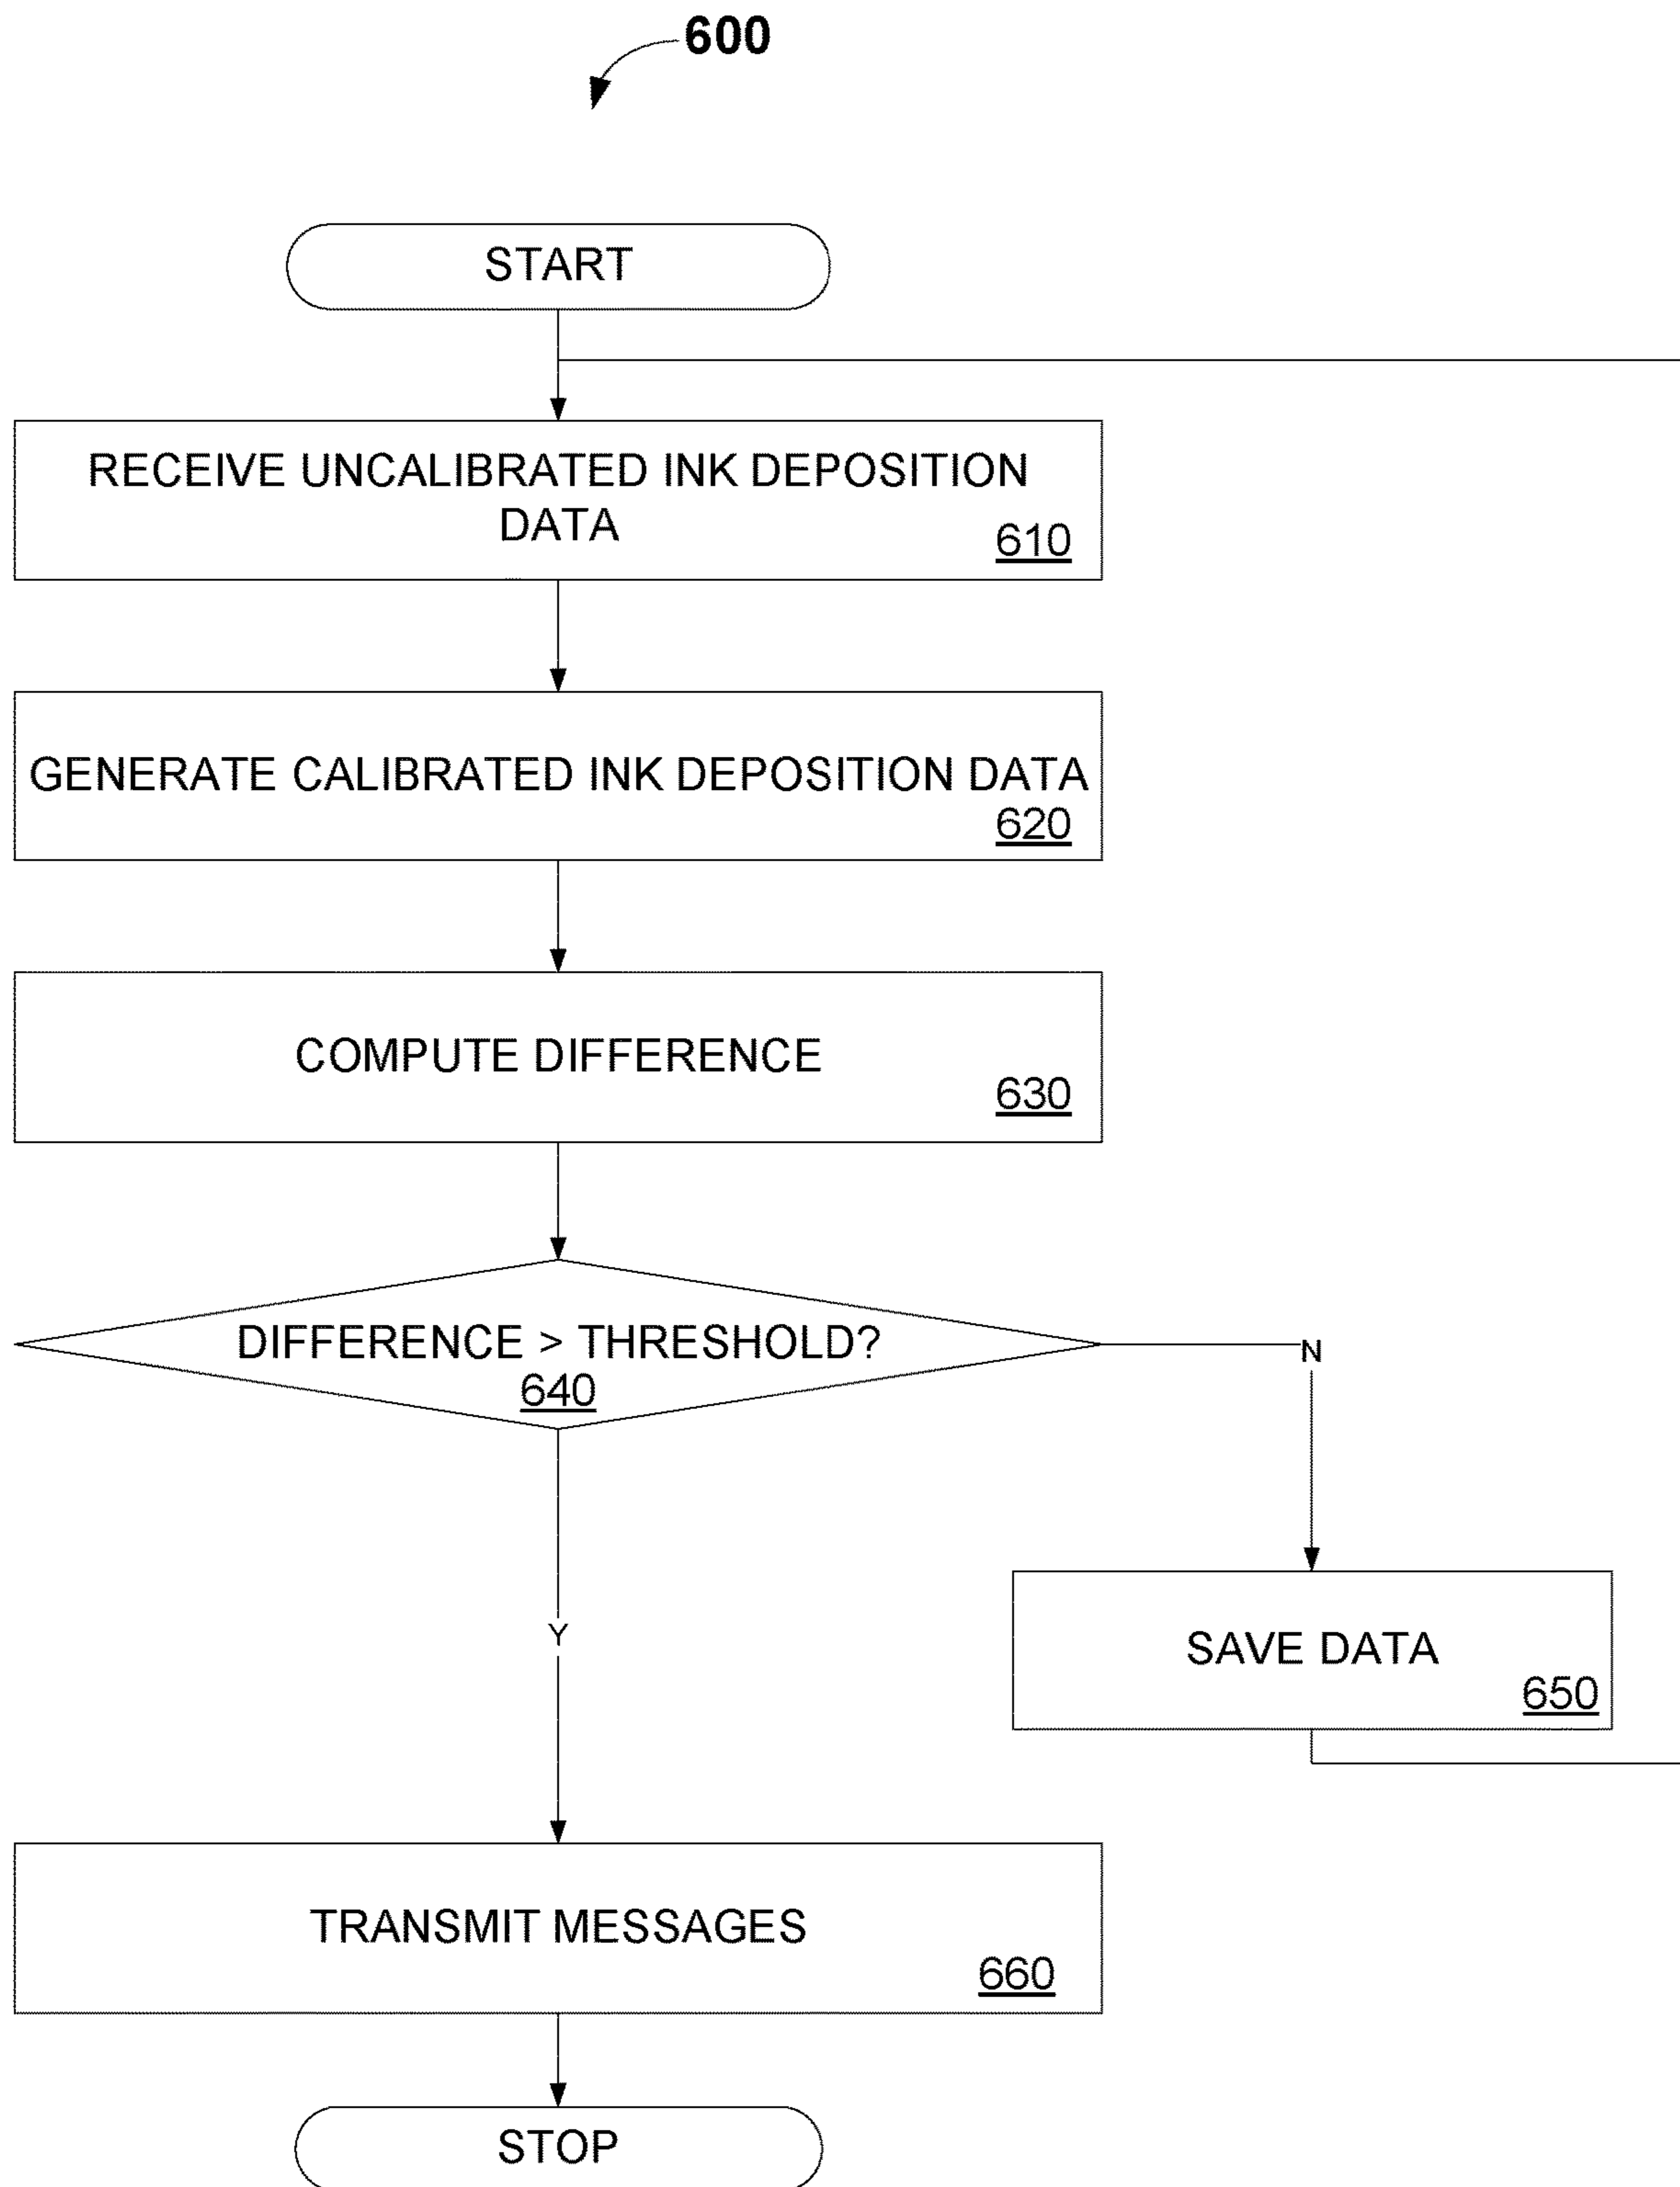 600
START
RECEIVE UNCALIBRATED INK DEPOSITION
DATA
610
GENERATE CALIBRATED INK DEPOSITION DATA
620
COMPUTE DIFFERENCE
630
DIFFERENCE > THRESHOLD?
640
N
Y
SAVE DATA
650
TRANSMIT MESSAGES
660
STOP